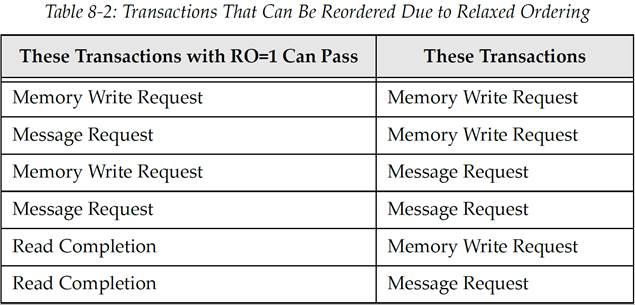 Table 8-2: Transactions That Can Be Reordered Due to Relaxed Ordering
These Transactions with RO=1 Can Pass These Transactions
Memory Write Request Memory Write Request
Message Request Memory Write Request
Memory Write Request Message Request
Message Request Message Request
Read Completion Memory Write Request
Read Completion Message Request